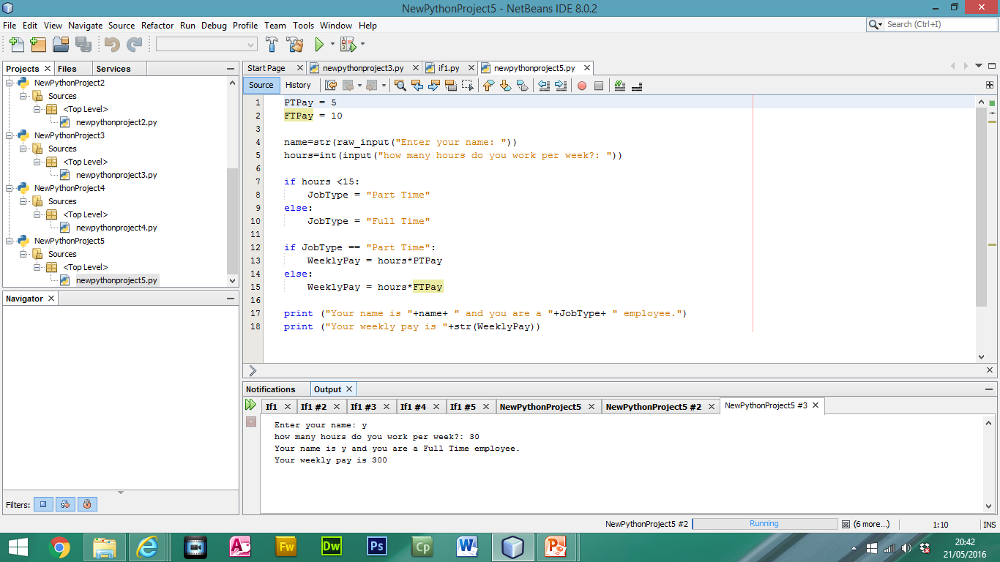 NewPythonProject5 - NetBeans IDE 8.0.2
File Edit View Navigate Source Refactor Run Debug Profile Team Tools Window Help
Search (Ctrl+I)
Projects Files Services
NewPythonProject2
Sources
<Top Level>
newpythonproject2.py
NewPythonProject3
Sources
<Top Level>
newpythonproject3.py
NewPythonProject4
Sources
<Top Level>
newpythonproject4.py
NewPythonProject5
Sources
<Top Level>
newpythonproject5.py
Navigator
Filters:
Start Page newpythonproject3.py if1.py newpythonproject5.py
Source History
1 PTPay = 5
2 FTPay = 10
3
4 name=str(raw_input("Enter your name: "))
5 hours=int(input("how many hours do you work per week?: "))
6
7 if hours <15:
8 JobType = "Part Time"
9 else:
10 JobType = "Full Time"
11
12 if JobType == "Part Time":
13 WeeklyPay = hours*PTPay
14 else:
15 WeeklyPay = hours*FTPay
16
17 print ("Your name is "+name+ " and you are a "+JobType+ " employee.")
18 print ("Your weekly pay is "+str(WeeklyPay))
Notifications Output
If1 If1 #2 If1 #3 If1 #4 If1 #5 NewPythonProject5 NewPythonProject5 #2 NewPythonProject5 #3
Enter your name: y
how many hours do you work per week?: 30
Your name is y and you are a Full Time employee.
Your weekly pay is 300
NewPythonProject5 #2 Running (6 more...) 1:10 INS
Fw Dw Ps Cp
20:42
21/05/2016